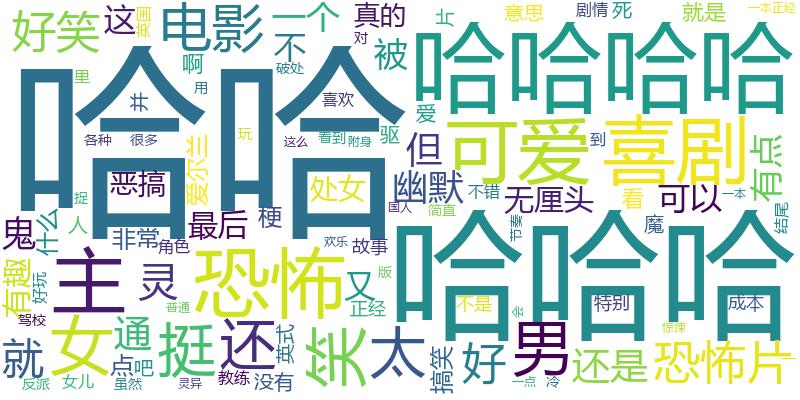 好笑
这
英国
电影
一个
真的
片
意思
剧情
死
就是
一本正经
不
被
对
哈哈哈哈
啊
里
破处
用
井
喜欢
爱
哈哈
各种
很多
爱尔兰
玩
这么
看到
附身
驱
但
可爱
喜剧
到
有点
捉
恶搞
处女
幽默
不错
无厘头
看
可以
一本
人
国人
简直
鬼
什么
最后
梗
哈哈哈
节奏
魔
结尾
非常
角色
欢乐
故事
有趣
好玩
主
灵
恐怖
又
版
正经
不是
特别
成本
普通
会
惊悚
驾校
就
女
通
挺
还
笑
英式
太
搞笑
好
男
还是
恐怖片
一
点
吧
教练
没有
反派
女儿
虽然
灵异
一点
冷